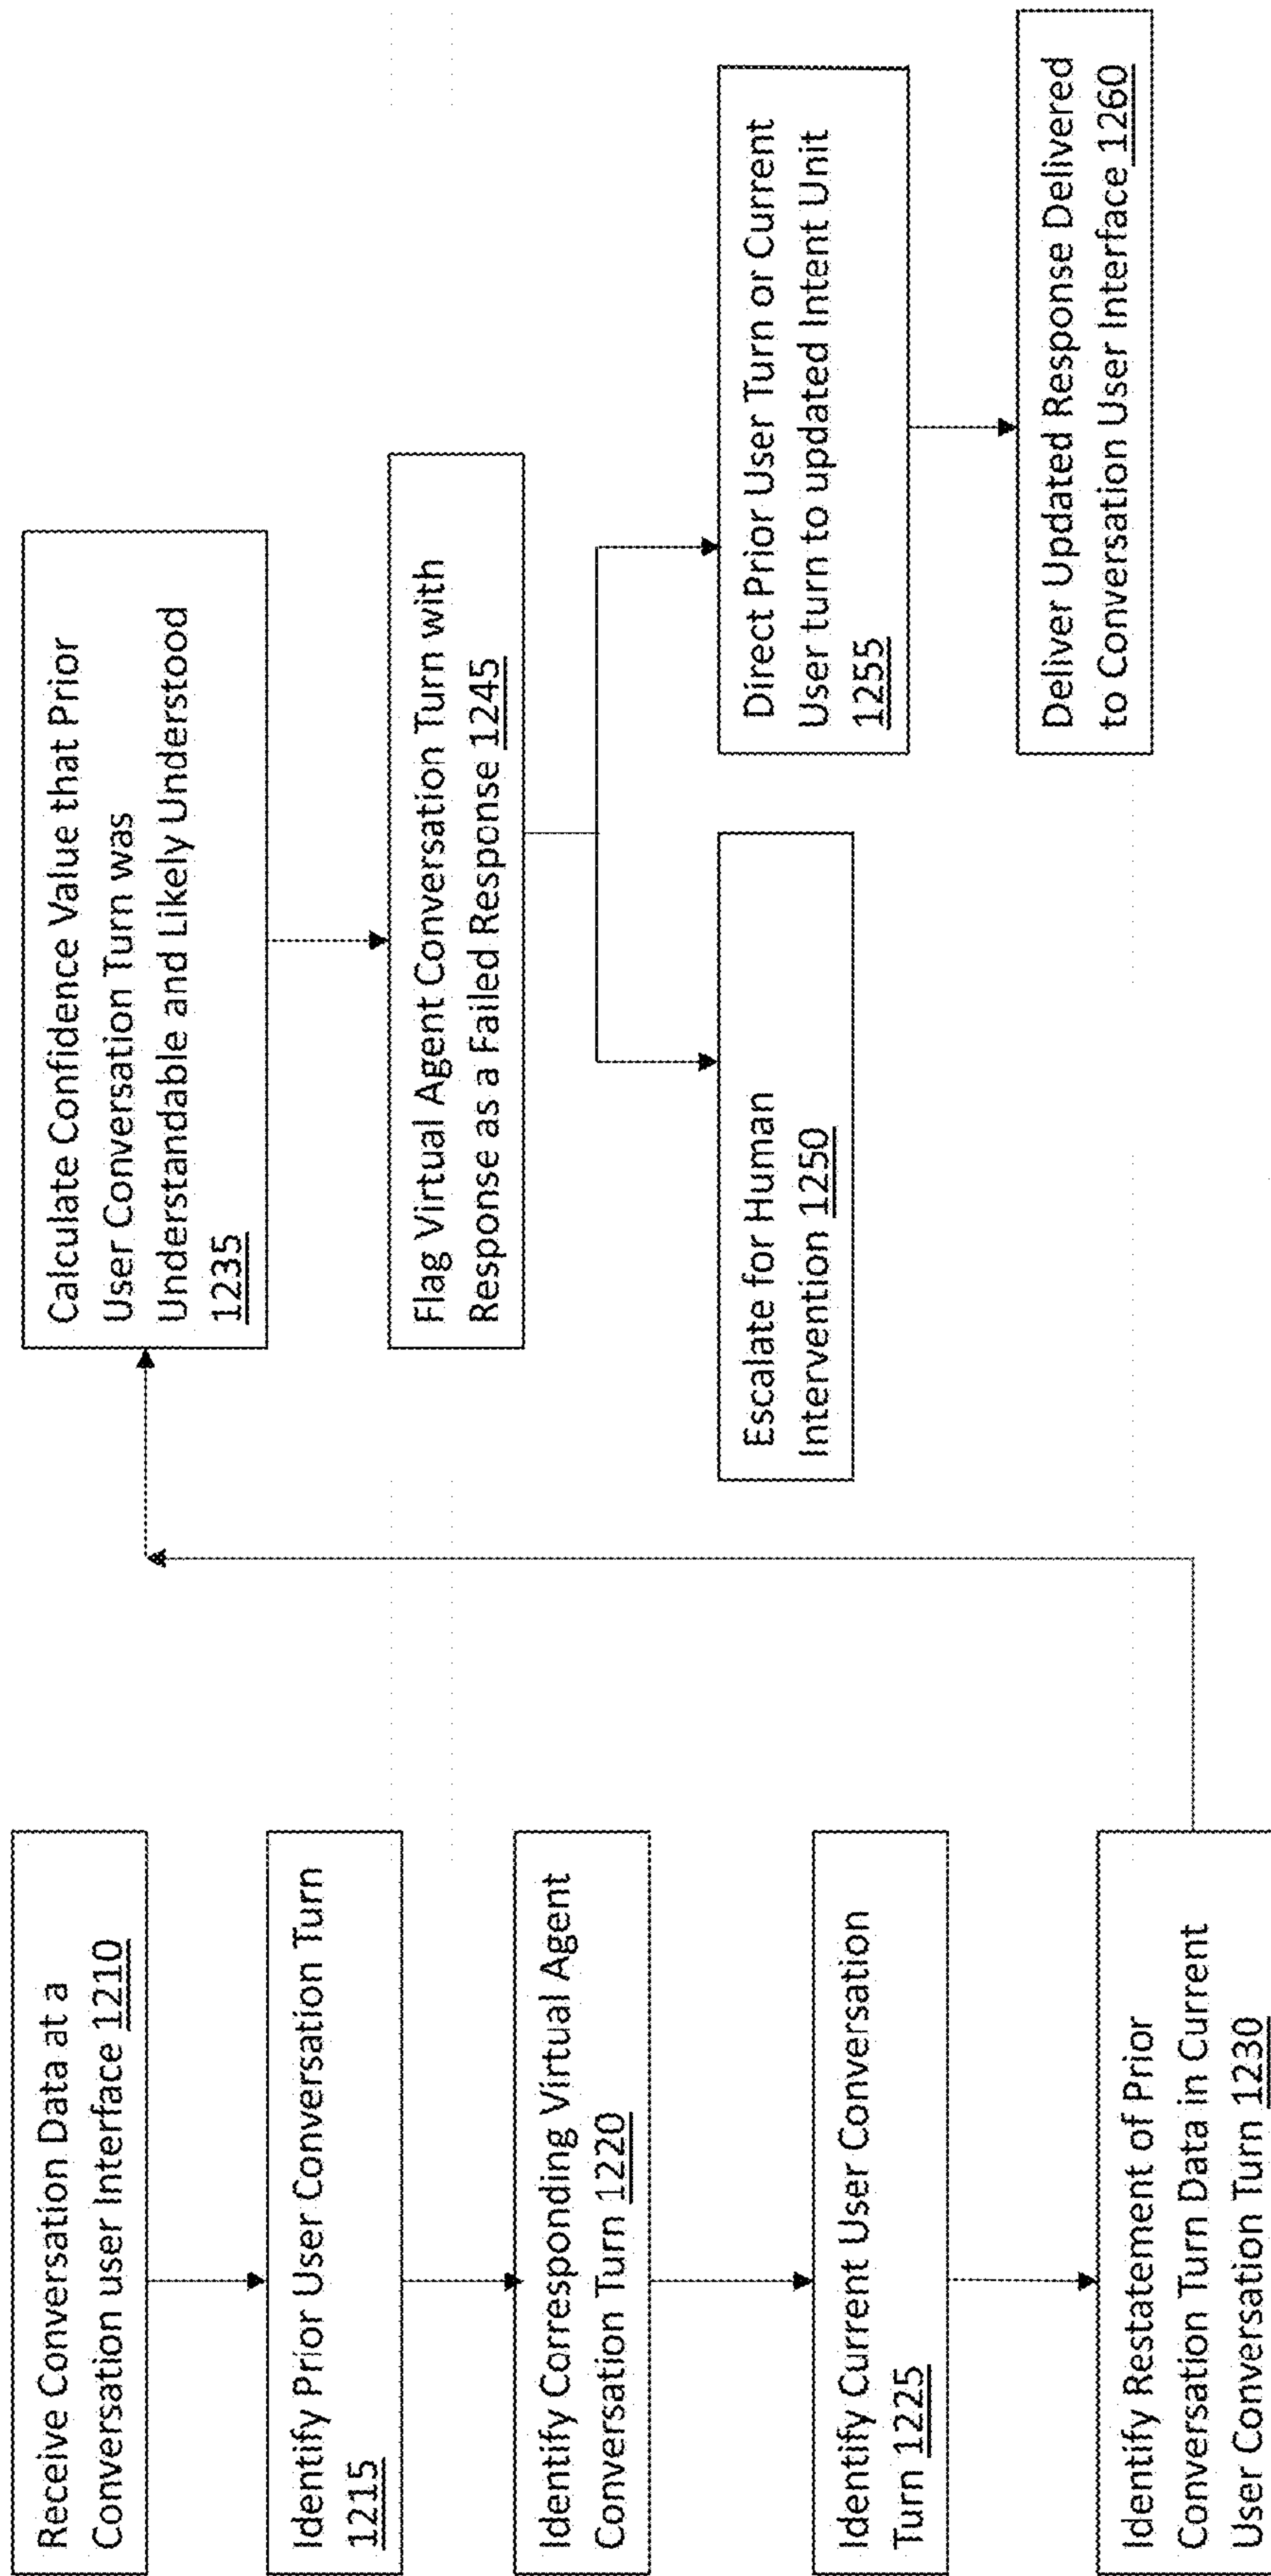 Receive Conversation Data at a
Conversation user Interface 1210
Identify Prior User Conversation Turn
1215
Identify Corresponding Virtual Agent
Conversation Turn 1220
Identify Current User Conversation
Turn 1225
Identify Restatement of Prior
Conversation Turn Data in Current
User Conversation Turn 1230
Calculate Confidence Value that Prior
User Conversation Turn was
Understandable and Likely Understood
1235
Flag Virtual Agent Conversation Turn with
Response as a Failed Response 1245
Escalate for Human
Intervention 1250
Direct Prior User Turn or Current
User turn to updated Intent Unit
1255
Deliver Updated Response Delivered
to Conversation User Interface 1260